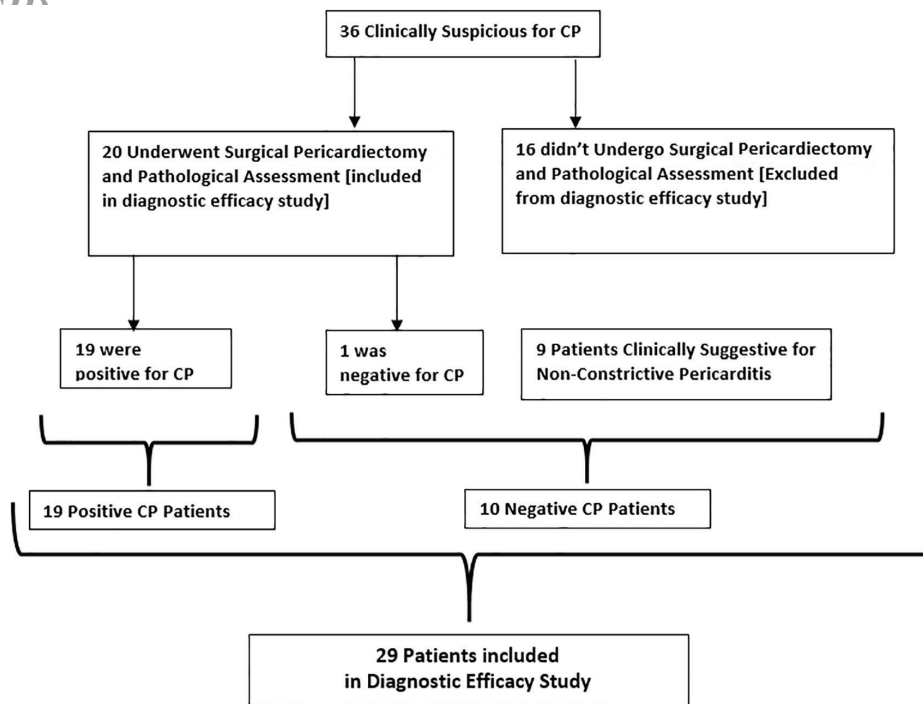 36 Clinically Suspicious for CP
20 Underwent Surgical Pericardiectomy
and Pathological Assessment [included
in diagnostic efficacy study]
16 didn't Undergo Surgical Pericardiectomy
and Pathological Assessment [Excluded
from diagnostic efficacy study]
19 were
positive for CP
1 was
negative for CP
9 Patients Clinically Suggestive for
Non-Constrictive Pericarditis
19 Positive CP Patients
10 Negative CP Patients
29 Patients included
in Diagnostic Efficacy Study